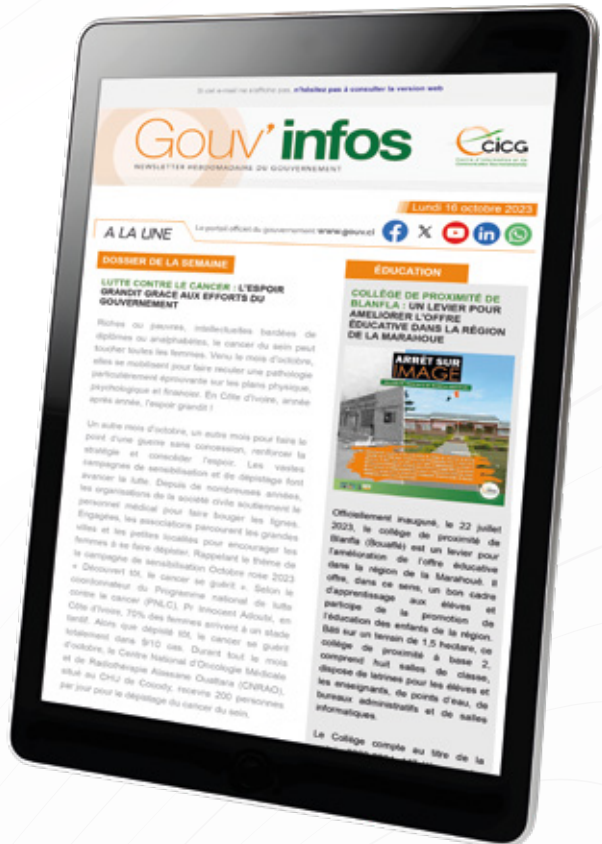 Si cet e-mail ne s'affiche pas, n'hésitez pas à consulter la version web
Gouv'infos
NEWSLETTER HEBDOMADAIRE DU GOUVERNEMENT
CICG
Centre d'Information et de
Communication Gouvernementale
Lundi 16 octobre 2023
A LA UNE
Le portail officiel du gouvernement www.gouv.ci
DOSSIER DE LA SEMAINE
LUTTE CONTRE LE CANCER : L'ESPOIR
GRANDIT GRACE AUX EFFORTS DU
GOUVERNEMENT
Riches ou pauvres, intellectuelles bardées de
diplômes ou analphabètes, le cancer du sein peut
toucher toutes les femmes. Venu le mois d'octobre,
elles se mobilisent pour faire reculer une pathologie
particulièrement éprouvante sur les plans physique,
psychologique et financier. En Côte d'Ivoire, année
après année, l'espoir grandit !
Un autre mois d'octobre, un autre mois pour faire le
point d'une guerre sans concession, renforcer la
stratégie et consolider l'espoir. Les vastes
campagnes de sensibilisation et de dépistage font
avancer la lutte. Depuis de nombreuses années,
les organisations de la société civile soutiennent le
personnel médical pour faire bouger les lignes.
Engagées, les associations parcourent les grandes
villes et les petites localités pour encourager les
femmes à se faire dépister. Rappelant le thème de
la campagne de sensibilisation Octobre rose 2023
« Découvert tôt, le cancer se guérit ». Selon le
coordonnateur du Programme national de lutte
contre le cancer (PNLC), Pr Innocent Adoubi, en
Côte d'Ivoire, 70% des femmes arrivent à un stade
tardif. Alors que dépisté tôt, le cancer se guérit
totalement dans 9/10 cas. Durant tout le mois
d'octobre, le Centre National d'Oncologie Médicale
et de Radiothérapie Alassane Ouattara (CNRAO),
situé au CHU de Cocody, recevra 200 personnes
par jour pour le dépistage du cancer du sein.
ÉDUCATION
COLLÈGE DE PROXIMITÉ DE
BLANFLA : UN LEVIER POUR
AMELIORER L'OFFRE
ÉDUCATIVE DANS LA RÉGION
DE LA MARAHOUE
ARRÊT SUR
IMAGE
Officiellement inauguré, le 22 juillet
2023, le collège de proximité de
Blanfla (Bouaflé) est un levier pour
l'amélioration de l'offre éducative
dans la région de la Marahoué. Il
offre, dans ce sens, un bon cadre
d'apprentissage aux élèves et
participe de la promotion de
l'éducation des enfants de la région.
Bâti sur un terrain de 1,5 hectare, ce
collège de proximité à base 2,
comprend huit salles de classe,
dispose de latrines pour les élèves et
les enseignants, de points d'eau, de
bureaux administratifs et de salles
informatiques.
Le Collège compte au titre de la